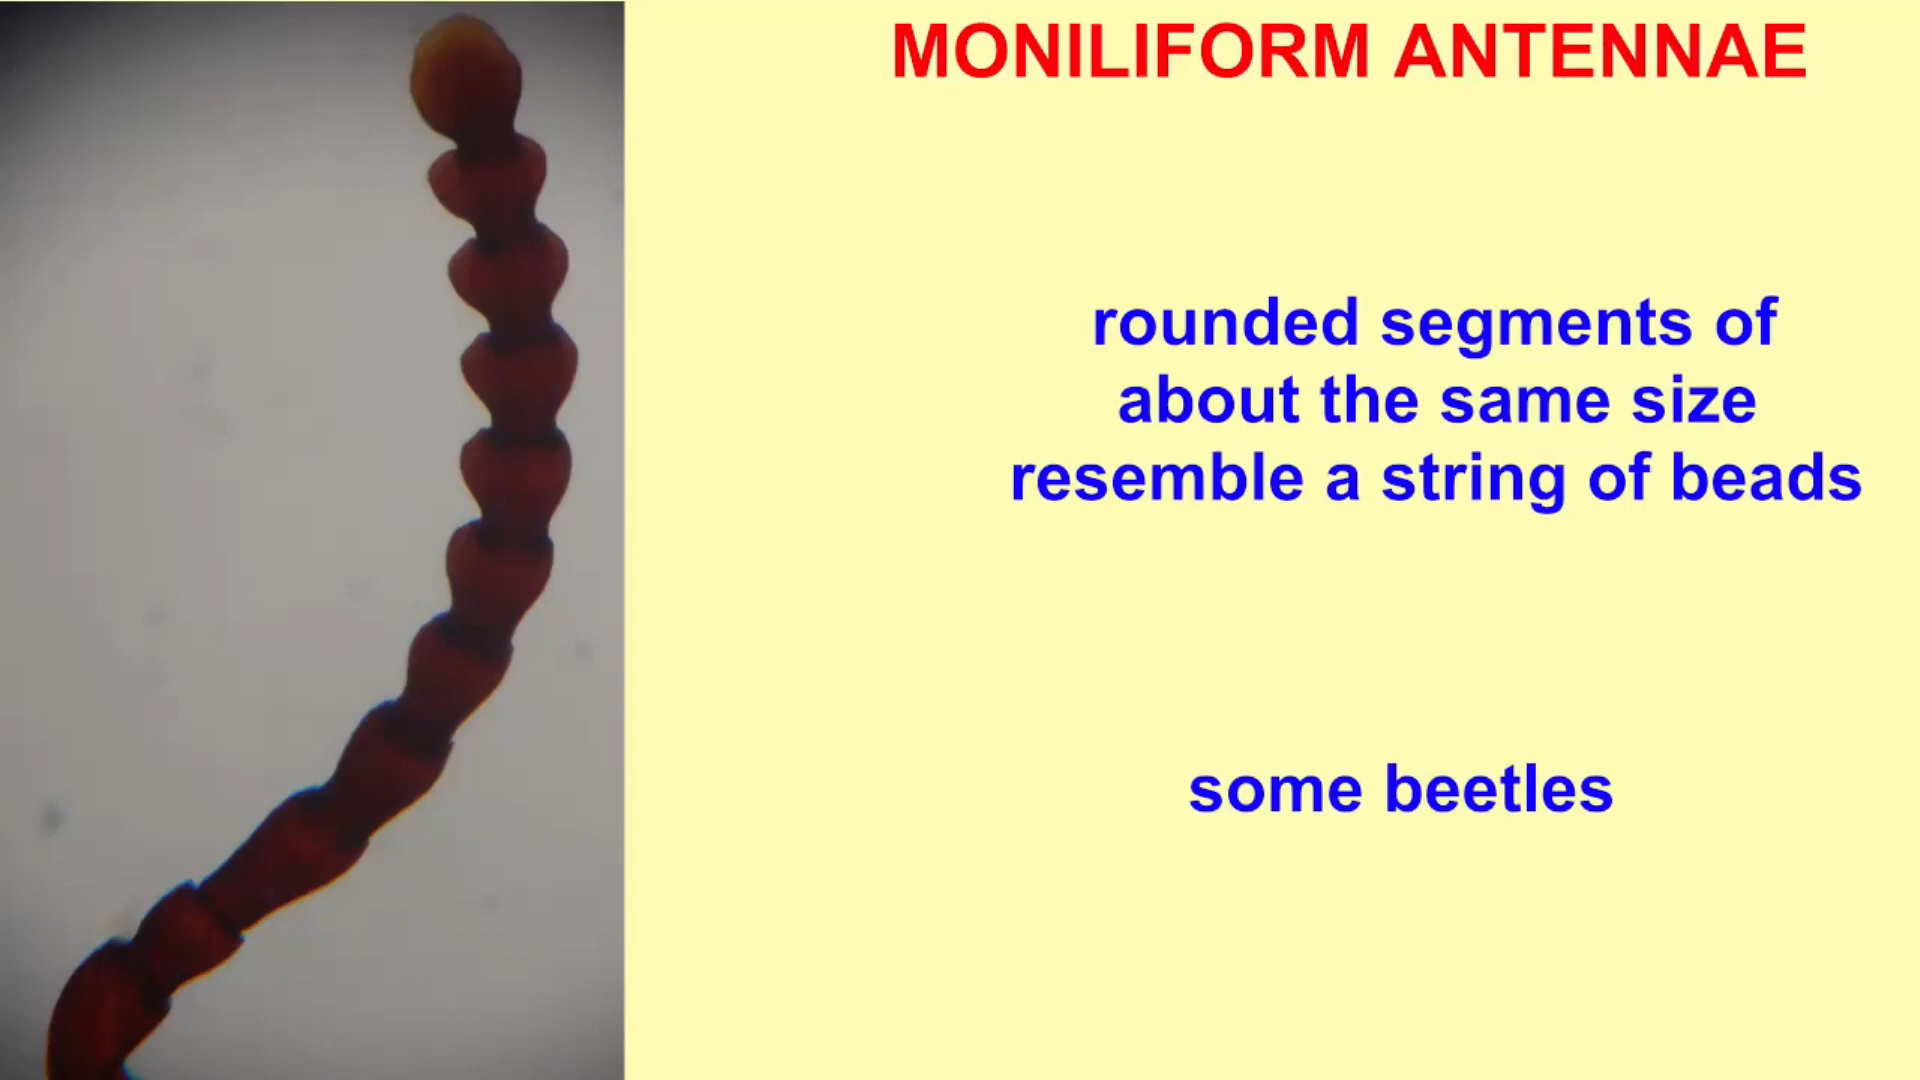 MONILIFORM ANTENNAE
rounded segments of
about the same size
resemble a string of beads
some beetles